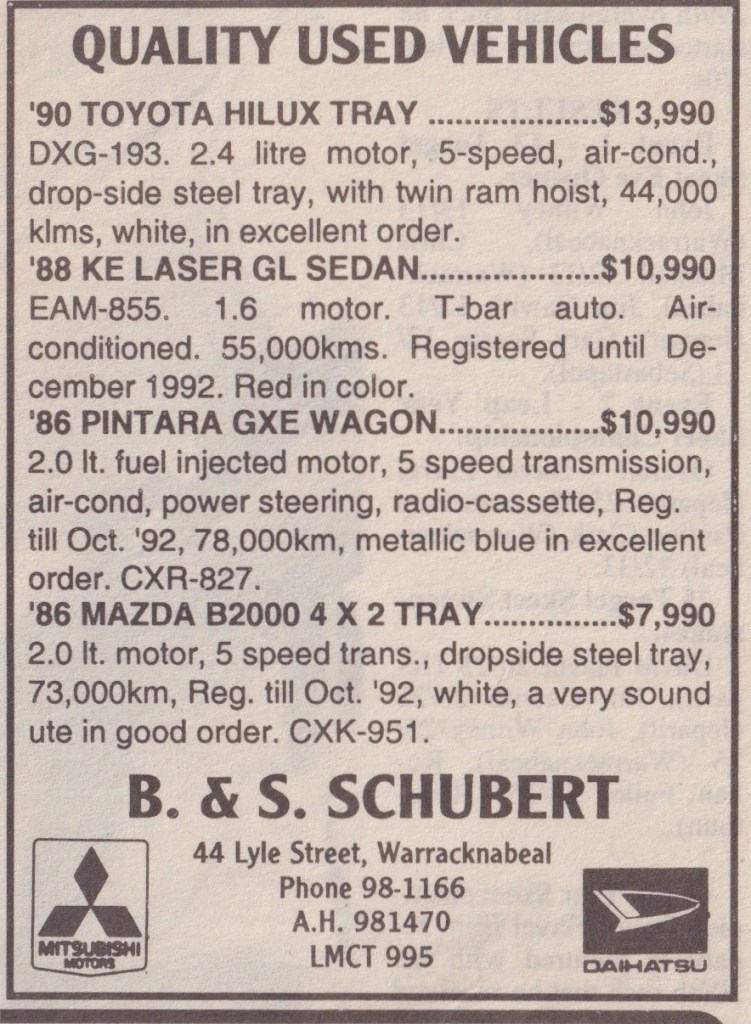 QUALITY USED VEHICLES
'90 TOYOTA HILUX TRAY ...................$13,990
DXG-193. 2.4 litre motor, 5-speed, air-cond.,
drop-side steel tray, with twin ram hoist, 44,000
klms, white, in excellent order.
'88 KE LASER GL SEDAN....................$10,990
EAM-855. 1.6 motor. T-bar auto. Air-
conditioned. 55,000kms. Registered until De-
cember 1992. Red in color.
'86 PINTARA GXE WAGON..................$10,990
2.0 lt. fuel injected motor, 5 speed transmission,
air-cond, power steering, radio-cassette, Reg.
till Oct. '92, 78,000km, metallic blue in excellent
order. CXR-827.
'86 MAZDA B2000 4 X 2 TRAY...............$7,990
2.0 lt. motor, 5 speed trans., dropside steel tray,
73,000km, Reg. till Oct. '92, white, a very sound
ute in good order. CXK-951.
B. & S. SCHUBERT
44 Lyle Street, Warracknabeal
Phone 98-1166
A.H. 981470
LMCT 995
MITSUBISHI
MOTORS
DAIHATSU